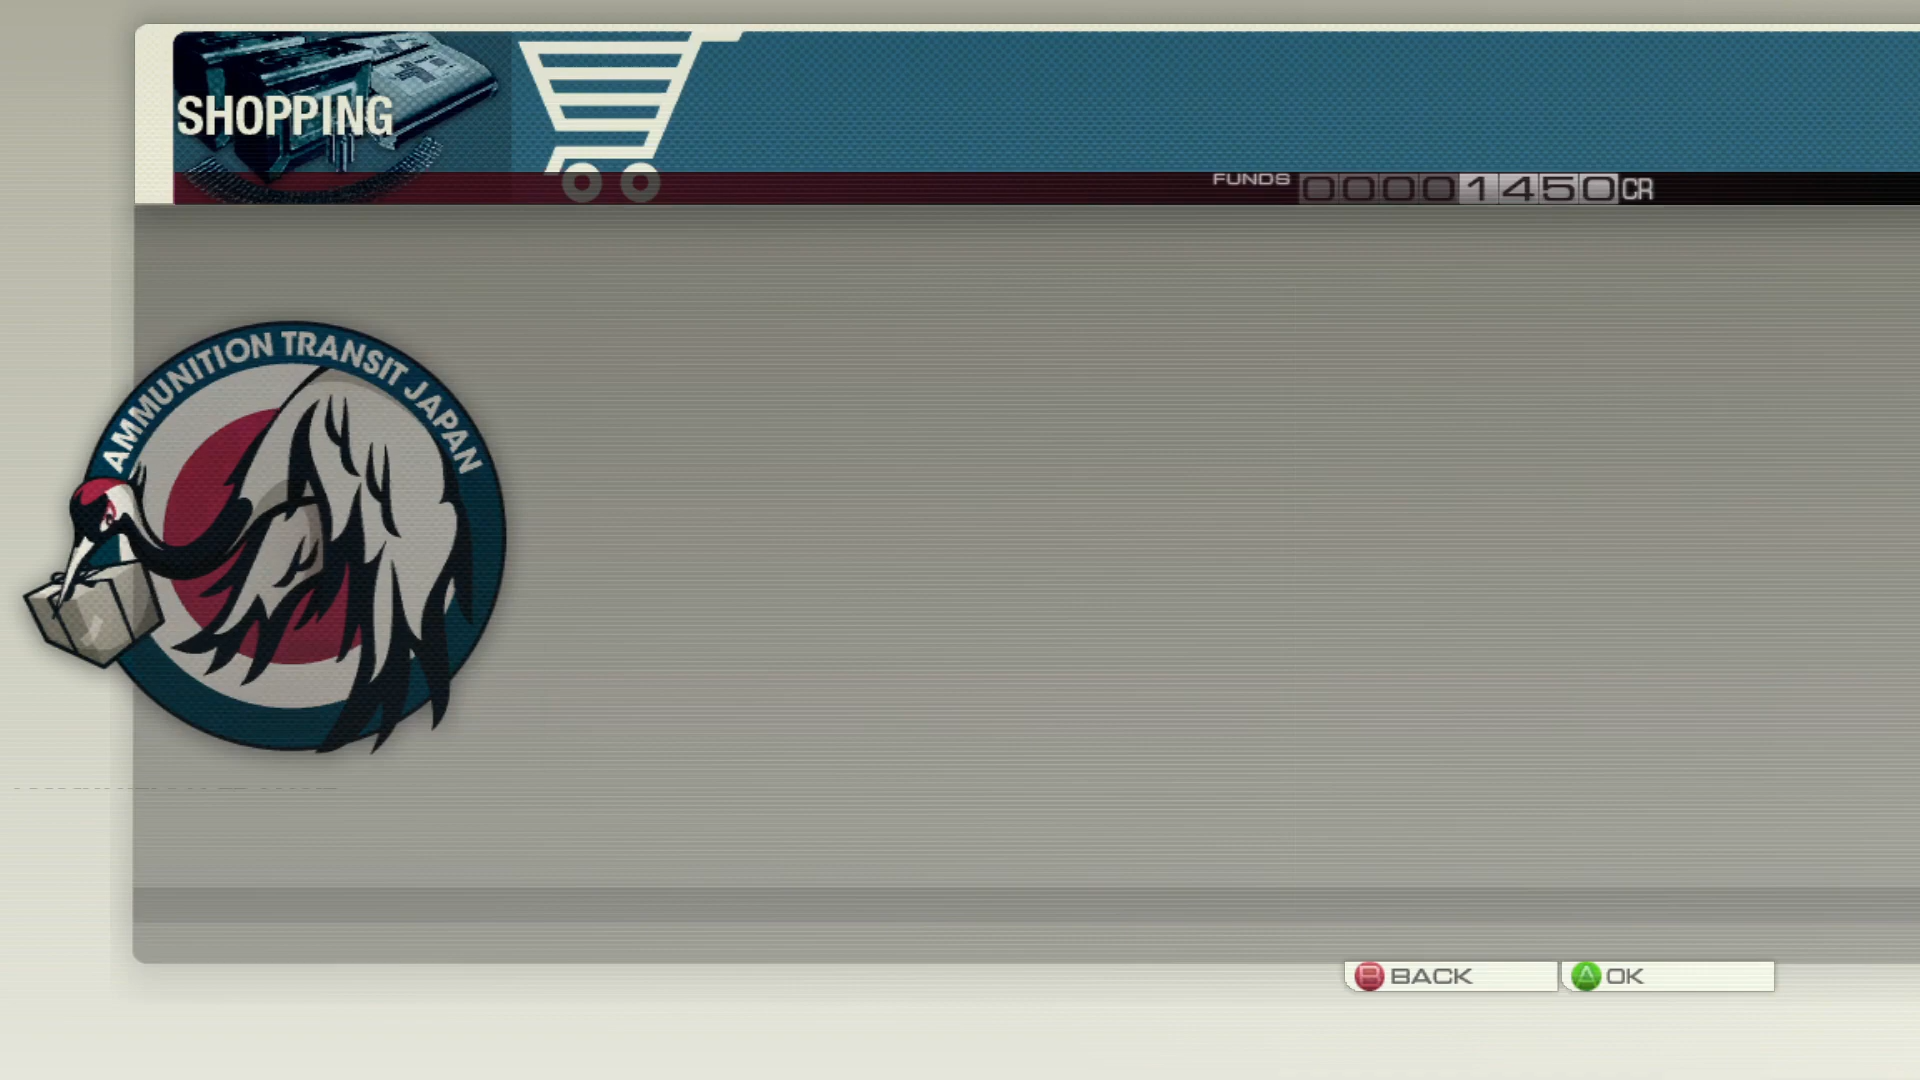 SHOPPING
FUNDS 00001450CR
AMMUNITION TRANSIT JAPAN
B BACK
A OK